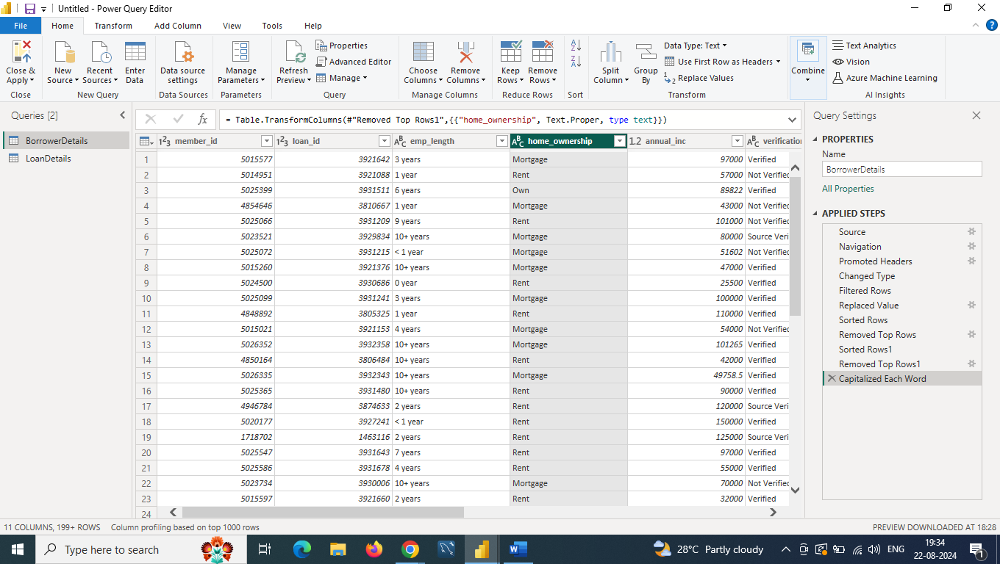 Untitled - Power Query Editor
File Home Transform Add Column View Tools Help
Close & Apply
New Source
Recent Sources
Enter Data
Data source settings
Manage Parameters
Refresh Preview
Properties
Advanced Editor
Manage
Choose Columns
Remove Columns
Keep Rows
Remove Rows
Split Column
Group By
Data Type: Text
Use First Row as Headers
Replace Values
Combine
Text Analytics
Vision
Azure Machine Learning
Close New Query Data Sources Parameters Query Manage Columns Reduce Rows Sort Transform AI Insights
Queries [2]
BorrowerDetails
LoanDetails
fx = Table.TransformColumns(#"Removed Top Rows1",{{"home_ownership", Text.Proper, type text}})
123 member_id 123 loan_id ABC emp_length ABC home_ownership 1.2 annual_inc ABC verification
1 5015577 3921642 3 years Mortgage 97000 Verified
2 5014951 3921088 1 year Rent 57000 Not Verified
3 5025399 3931511 6 years Own 89822 Verified
4 4854646 3810667 1 year Mortgage 43000 Not Verified
5 5025066 3931209 9 years Rent 101000 Not Verified
6 5023521 3929834 10+ years Mortgage 80000 Source Veri
7 5025072 3931215 < 1 year Mortgage 51602 Not Verified
8 5015260 3921376 10+ years Mortgage 47000 Verified
9 5024500 3930686 0 year Rent 25500 Verified
10 5025099 3931241 3 years Mortgage 100000 Verified
11 4848892 3805325 1 year Rent 110000 Verified
12 5015021 3921153 4 years Mortgage 54000 Not Verified
13 5026352 3932358 10+ years Mortgage 101265 Verified
14 4850164 3806484 10+ years Rent 42000 Verified
15 5026335 3932343 10+ years Mortgage 49758.5 Verified
16 5025365 3931480 10+ years Rent 90000 Verified
17 4946784 3874633 2 years Rent 120000 Source Veri
18 5020177 3927241 < 1 year Rent 150000 Verified
19 1718702 1463116 2 years Rent 125000 Source Veri
20 5025547 3931643 7 years Rent 97000 Verified
21 5025586 3931678 4 years Rent 55000 Verified
22 5023734 3930006 10+ years Mortgage 70000 Not Verified
23 5015597 3921660 2 years Rent 32000 Verified
24
Query Settings
PROPERTIES
Name
BorrowerDetails
All Properties
APPLIED STEPS
Source
Navigation
Promoted Headers
Changed Type
Filtered Rows
Replaced Value
Sorted Rows
Removed Top Rows
Sorted Rows1
Removed Top Rows1
Capitalized Each Word
11 COLUMNS, 199+ ROWS Column profiling based on top 1000 rows PREVIEW DOWNLOADED AT 18:28
Type here to search 28°C Partly cloudy ENG 19:34
22-08-2024 1